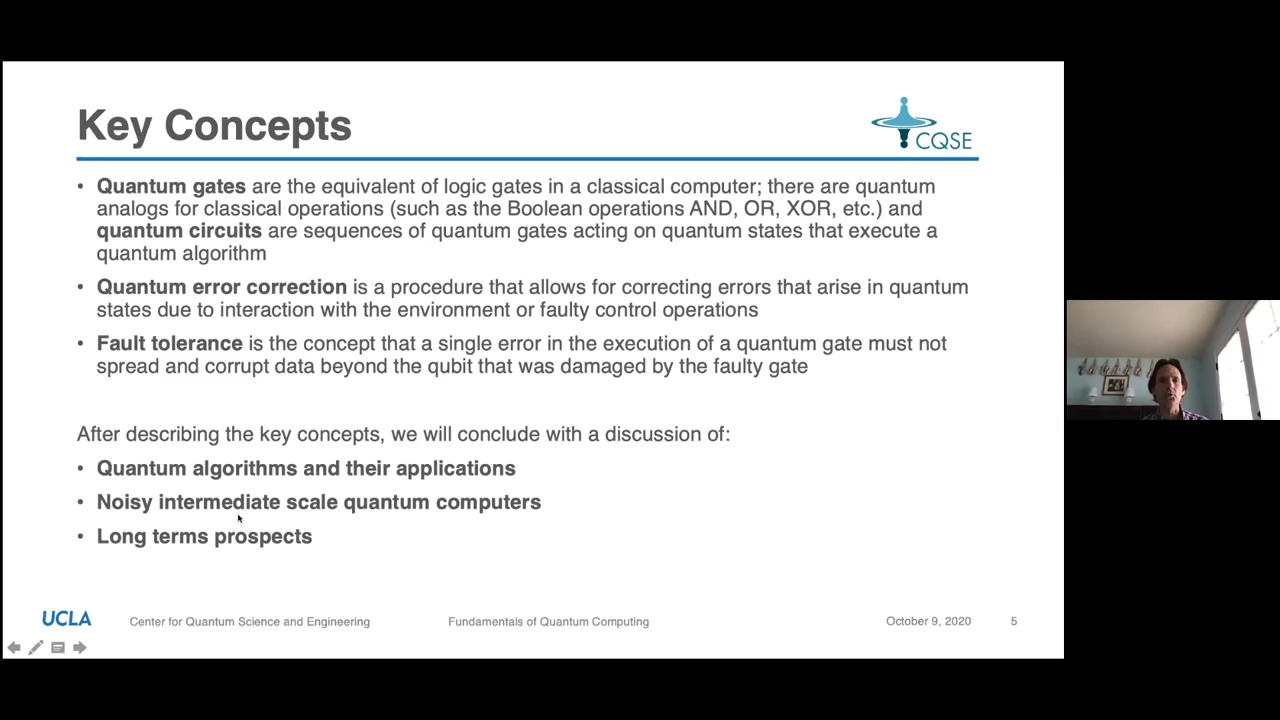 Key Concepts
CQSE
• Quantum gates are the equivalent of logic gates in a classical computer; there are quantum
analogs for classical operations (such as the Boolean operations AND, OR, XOR, etc.) and
quantum circuits are sequences of quantum gates acting on quantum states that execute a
quantum algorithm
• Quantum error correction is a procedure that allows for correcting errors that arise in quantum
states due to interaction with the environment or faulty control operations
• Fault tolerance is the concept that a single error in the execution of a quantum gate must not
spread and corrupt data beyond the qubit that was damaged by the faulty gate
After describing the key concepts, we will conclude with a discussion of:
• Quantum algorithms and their applications
• Noisy intermediate scale quantum computers
• Long terms prospects
UCLA Center for Quantum Science and Engineering Fundamentals of Quantum Computing October 9, 2020 5